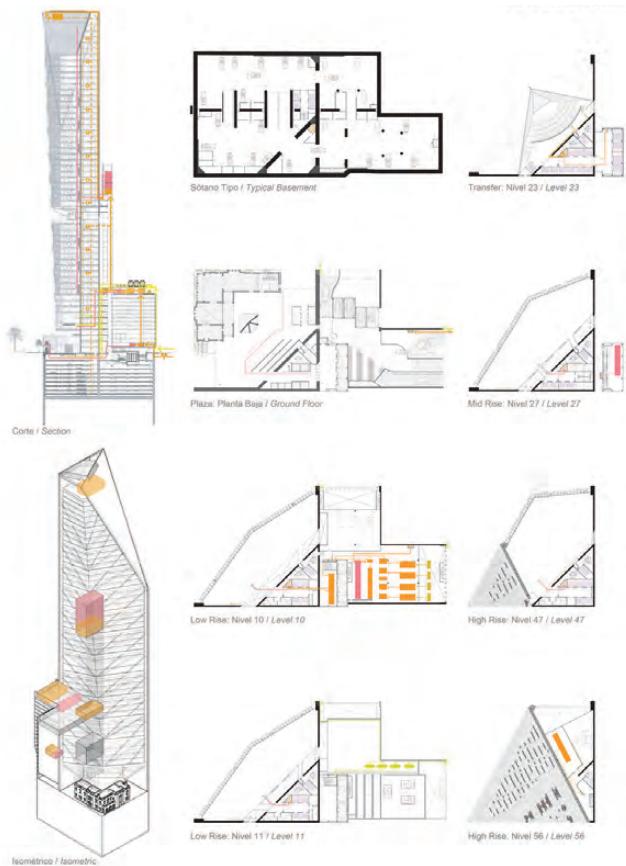 Sótano Tipo / Typical Basement
Transfer: Nivel 23 / Level 23
Corte / Section
Plaza: Planta Baja / Ground Floor
Mid Rise: Nivel 27 / Level 27
Low Rise: Nivel 10 / Level 10
High Rise: Nivel 47 / Level 47
Isométrico / Isometric
Low Rise: Nivel 11 / Level 11
High Rise: Nivel 56 / Level 56